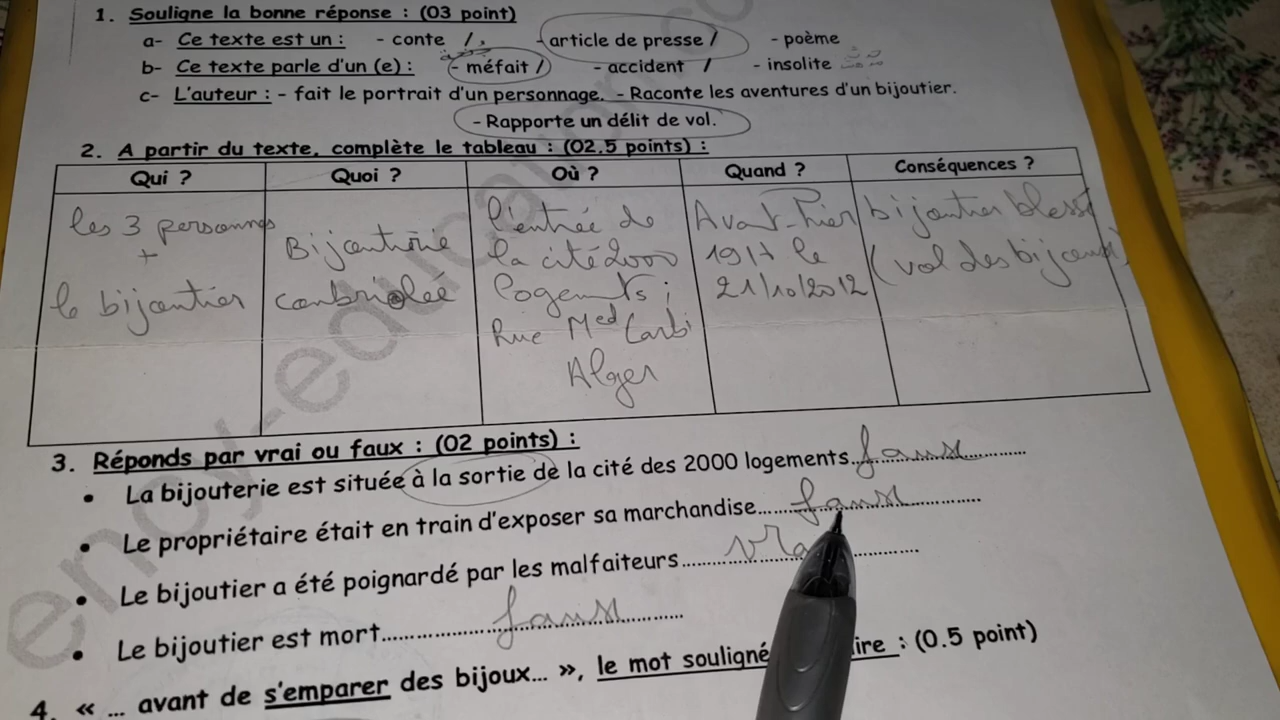 1. Souligne la bonne réponse : (03 point)
a- Ce texte est un : - conte / - article de presse / - poème
b- Ce texte parle d'un (e) : - méfait / - accident / - insolite
c- L'auteur : - fait le portrait d'un personnage. - Raconte les aventures d'un bijoutier.
- Rapporte un délit de vol.
2. A partir du texte, complète le tableau : (02.5 points) :
Qui ? Quoi ? Où ? Quand ? Conséquences ?
les 3 personnes
+
le bijoutier
Bijouterie
cambriolée
l'entrée de
la cité 2000
logements ;
Rue Med Larbi
Alger
Avant-hier
19H le
21/10/2012
bijoutier blessé
(vol des bijoux)
3. Réponds par vrai ou faux : (02 points) :
• La bijouterie est située à la sortie de la cité des 2000 logements. faux
• Le propriétaire était en train d'exposer sa marchandise. faux
• Le bijoutier a été poignardé par les malfaiteurs
• Le bijoutier est mort. faux
4. « ... avant de s'emparer des bijoux... », le mot souligné : (0.5 point)
ency-education.co